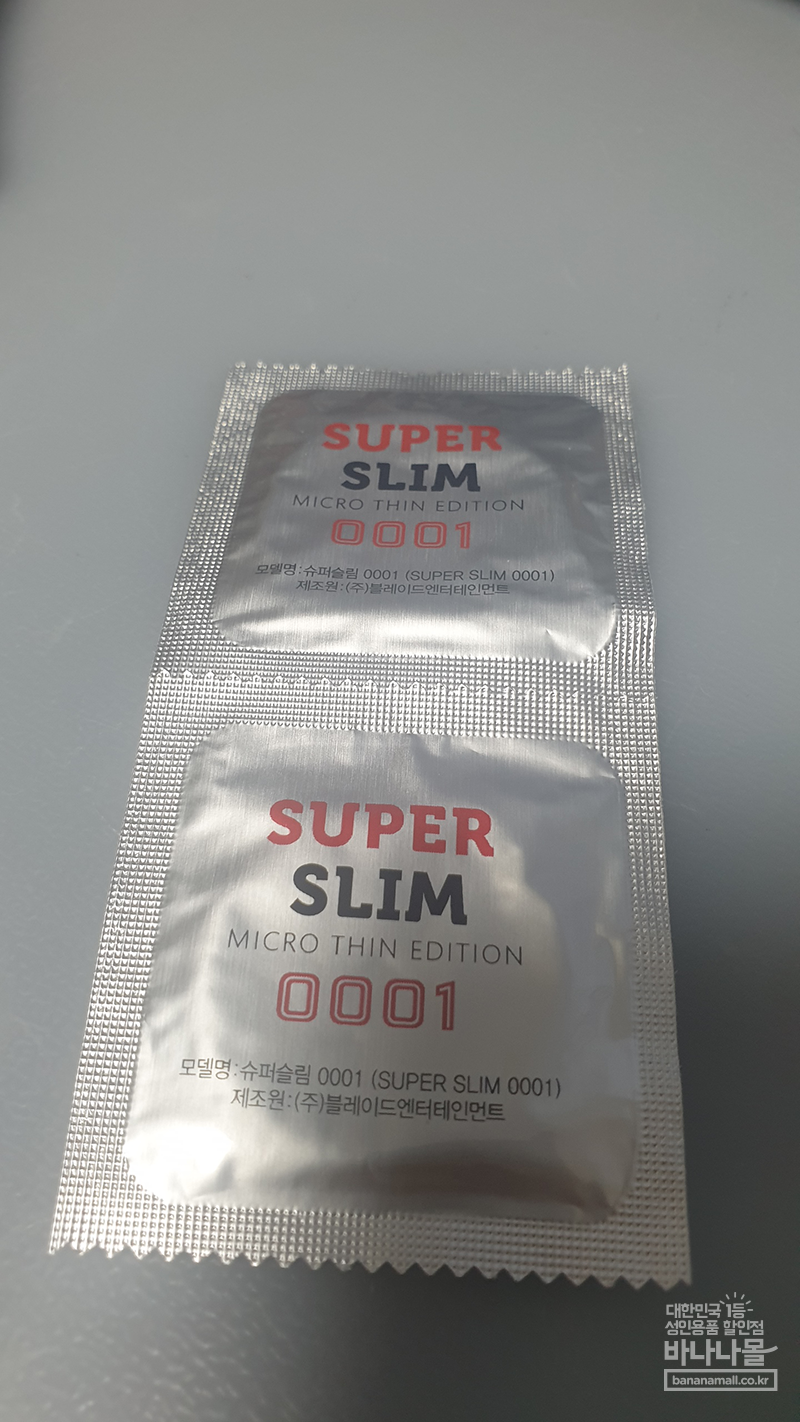 SUPER
SLIM
MICRO THIN EDITION
0001
모델명:슈퍼슬림 0001 (SUPER SLIM 0001)
제조원:(주)블레이드엔터테인먼트
SUPER
SLIM
MICRO THIN EDITION
0001
모델명:슈퍼슬림 0001 (SUPER SLIM 0001)
제조원:(주)블레이드엔터테인먼트
대한민국 1등
성인용품 할인점
바나나몰
bananamall.co.kr